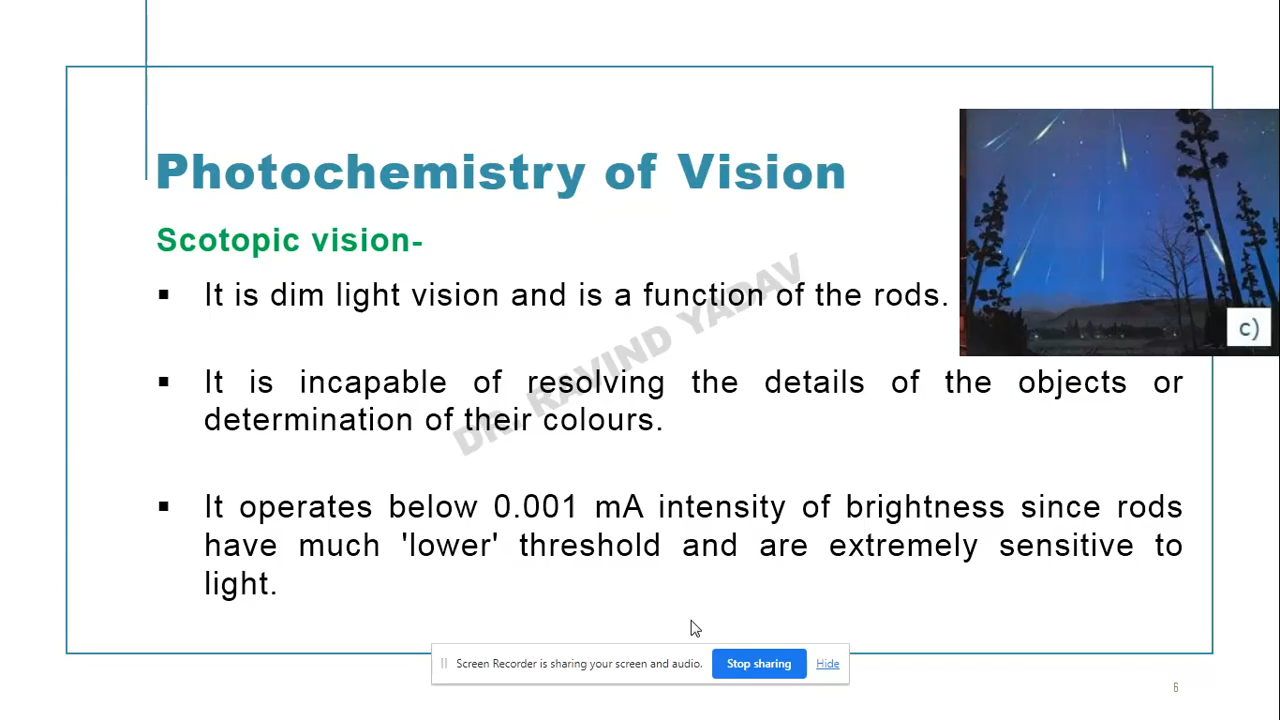 Photochemistry of Vision
Scotopic vision-
▪ It is dim light vision and is a function of the rods.
▪ It is incapable of resolving the details of the objects or
determination of their colours.
▪ It operates below 0.001 mA intensity of brightness since rods
have much 'lower' threshold and are extremely sensitive to
light.
c)
DR. RAVIND YADAV
Screen Recorder is sharing your screen and audio. Stop sharing Hide
6